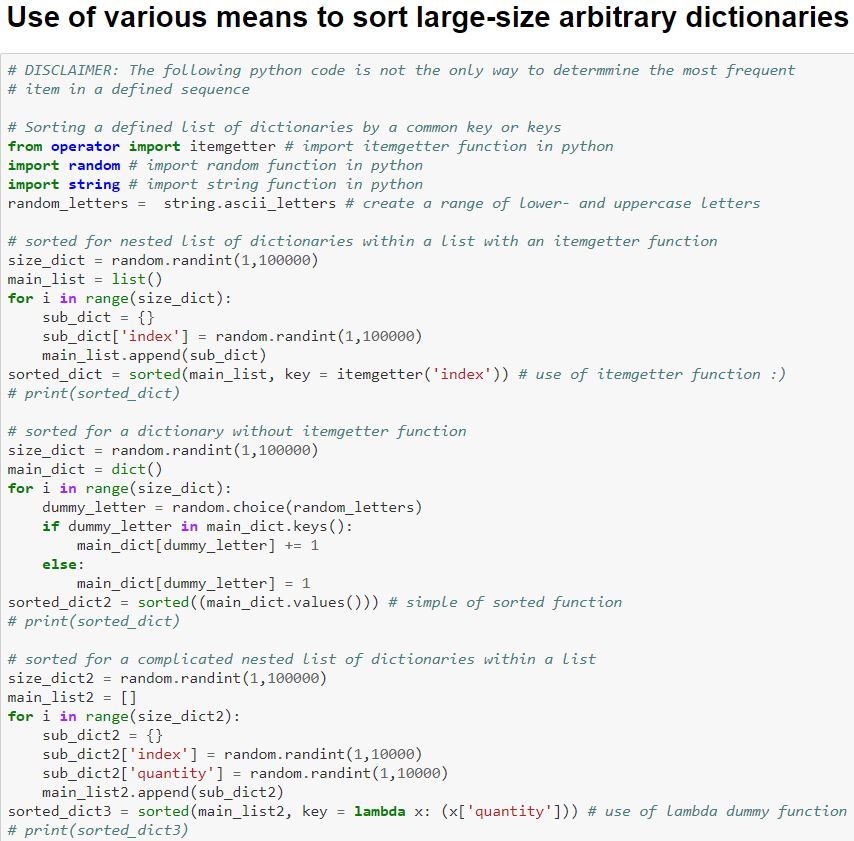 Use of various means to sort large-size arbitrary dictionaries
# DISCLAIMER: The following python code is not the only way to determmine the most frequent
# item in a defined sequence
# Sorting a defined list of dictionaries by a common key or keys
from operator import itemgetter # import itemgetter function in python
import random # import random function in python
import string # import string function in python
random_letters =  string.ascii_letters # create a range of lower- and uppercase letters
# sorted for nested list of dictionaries within a list with an itemgetter function
size_dict = random.randint(1,100000)
main_list = list()
for i in range(size_dict):
    sub_dict = {}
    sub_dict['index'] = random.randint(1,100000)
    main_list.append(sub_dict)
sorted_dict = sorted(main_list, key = itemgetter('index')) # use of itemgetter function :)
# print(sorted_dict)
# sorted for a dictionary without itemgetter function
size_dict = random.randint(1,100000)
main_dict = dict()
for i in range(size_dict):
    dummy_letter = random.choice(random_letters)
    if dummy_letter in main_dict.keys():
        main_dict[dummy_letter] += 1
    else:
        main_dict[dummy_letter] = 1
sorted_dict2 = sorted((main_dict.values())) # simple of sorted function
# print(sorted_dict)
# sorted for a complicated nested list of dictionaries within a list
size_dict2 = random.randint(1,100000)
main_list2 = []
for i in range(size_dict2):
    sub_dict2 = {}
    sub_dict2['index'] = random.randint(1,10000)
    sub_dict2['quantity'] = random.randint(1,10000)
    main_list2.append(sub_dict2)
sorted_dict3 = sorted(main_list2, key = lambda x: (x['quantity'])) # use of lambda dummy function
# print(sorted_dict3)